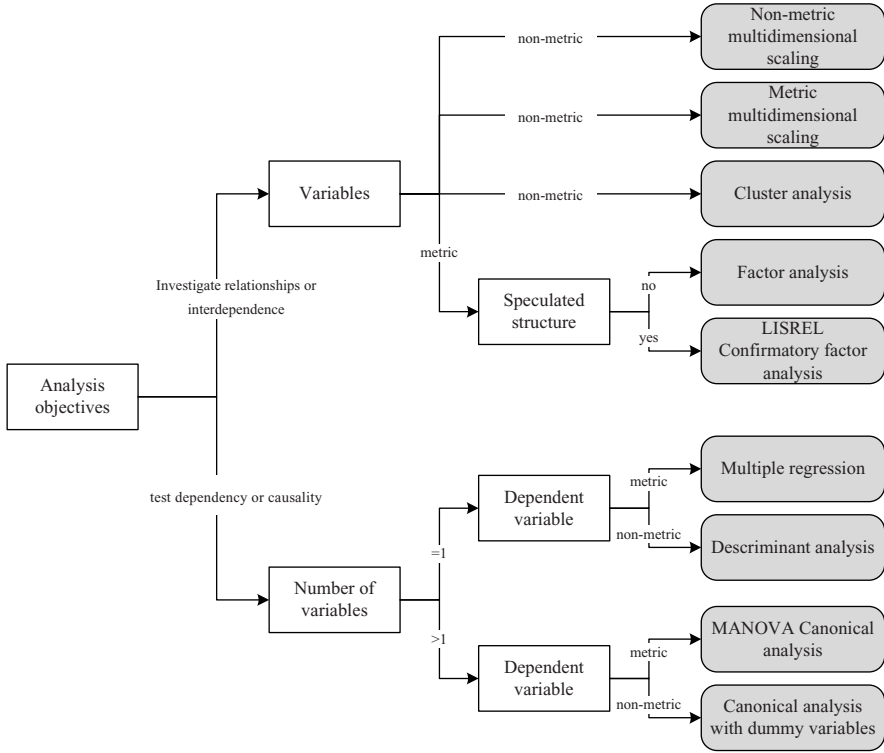 Analysis
objectives
Investigate relationships or
interdependence
test dependency or causality
Variables
non-metric
Non-metric
multidimensional
scaling
non-metric
Metric
multidimensional
scaling
non-metric
Cluster analysis
metric
Speculated
structure
no
Factor analysis
yes
LISREL
Confirmatory factor
analysis
Number of
variables
=1
Dependent
variable
metric
Multiple regression
non-metric
Descriminant analysis
>1
Dependent
variable
metric
MANOVA Canonical
analysis
non-metric
Canonical analysis
with dummy variables